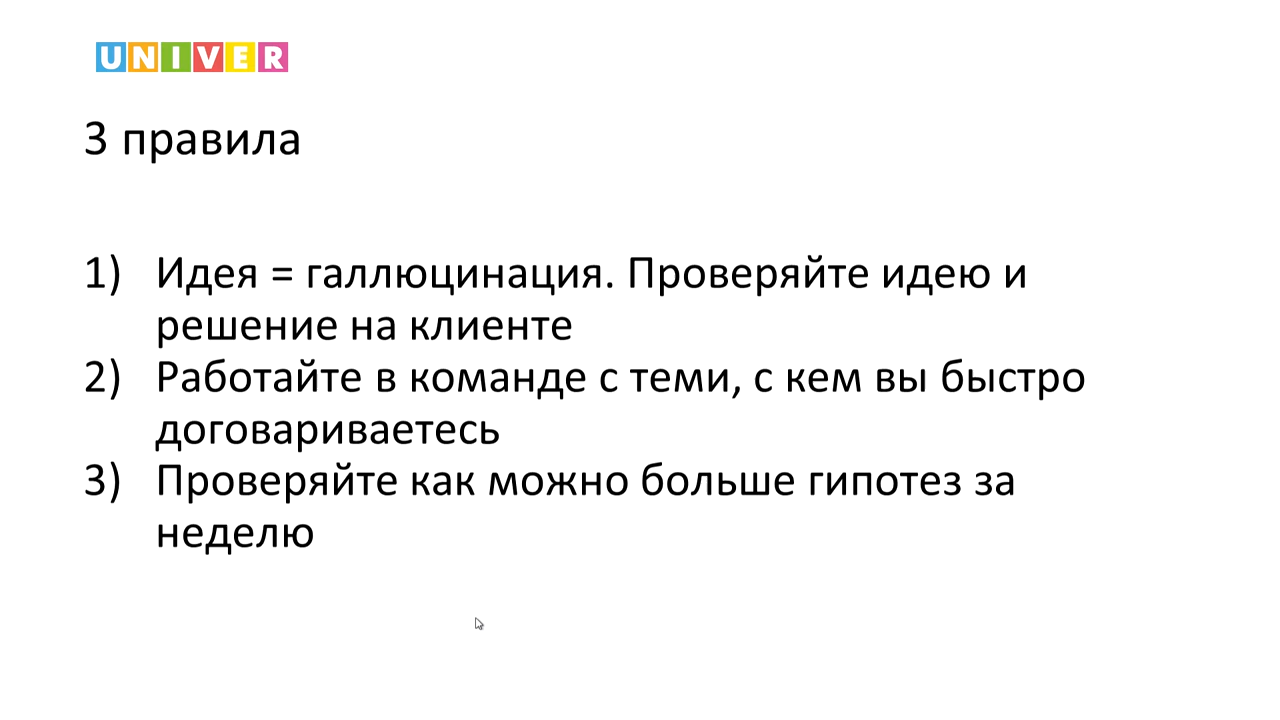 UNIVER
3 правила
1) Идея = галлюцинация. Проверяйте идею и
решение на клиенте
2) Работайте в команде с теми, с кем вы быстро
договариваетесь
3) Проверяйте как можно больше гипотез за
неделю